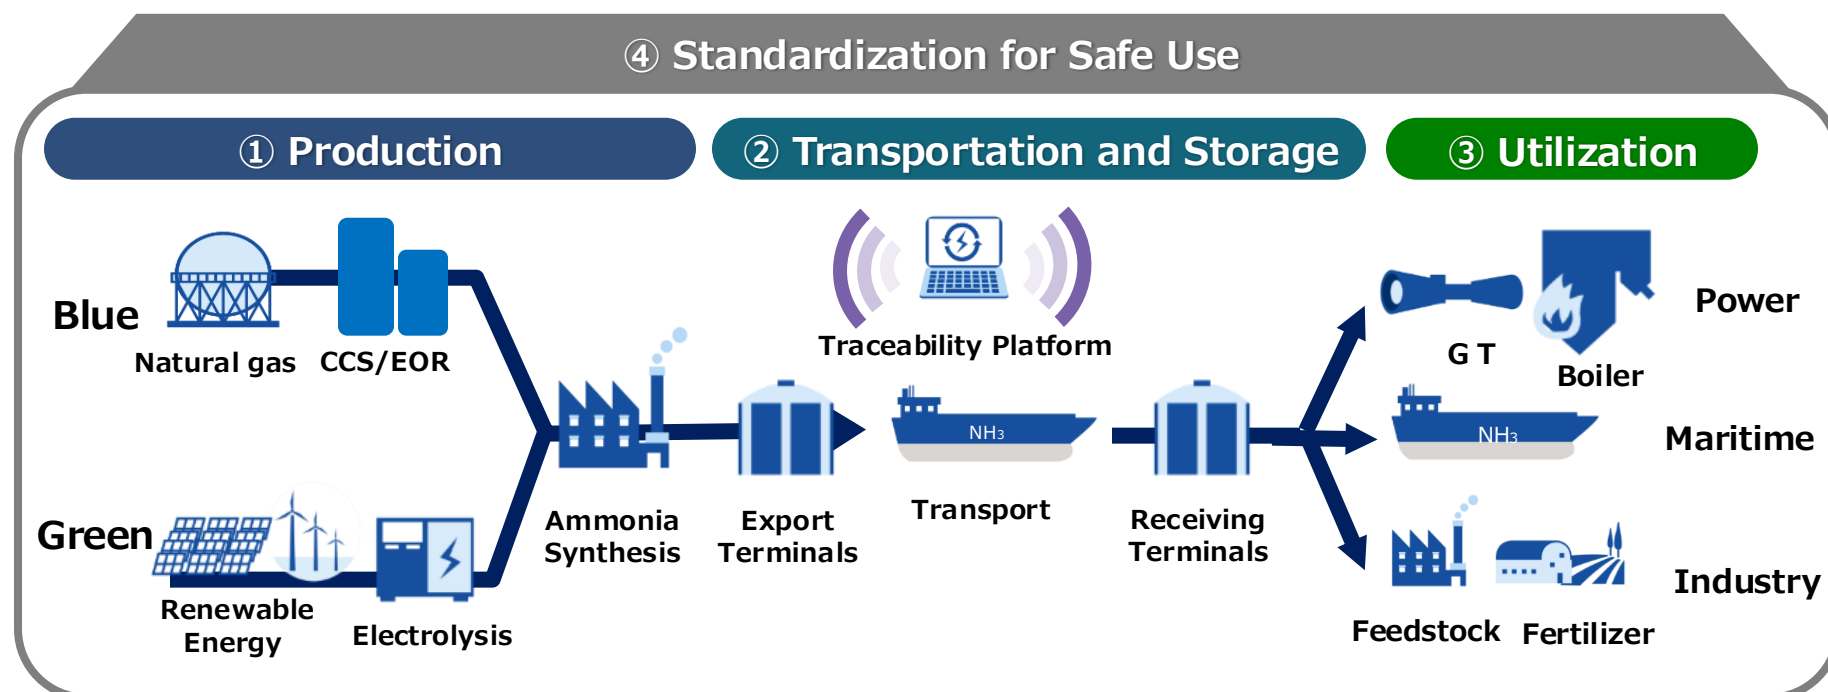 ④ Standardization for Safe Use
① Production
② Transportation and Storage
③ Utilization
Blue
Natural gas
CCS/EOR
Green
Renewable
Energy
Electrolysis
Ammonia
Synthesis
Export
Terminals
Traceability Platform
NH₃
Transport
Receiving
Terminals
G T
Boiler
Power
NH₃
Maritime
Feedstock
Fertilizer
Industry